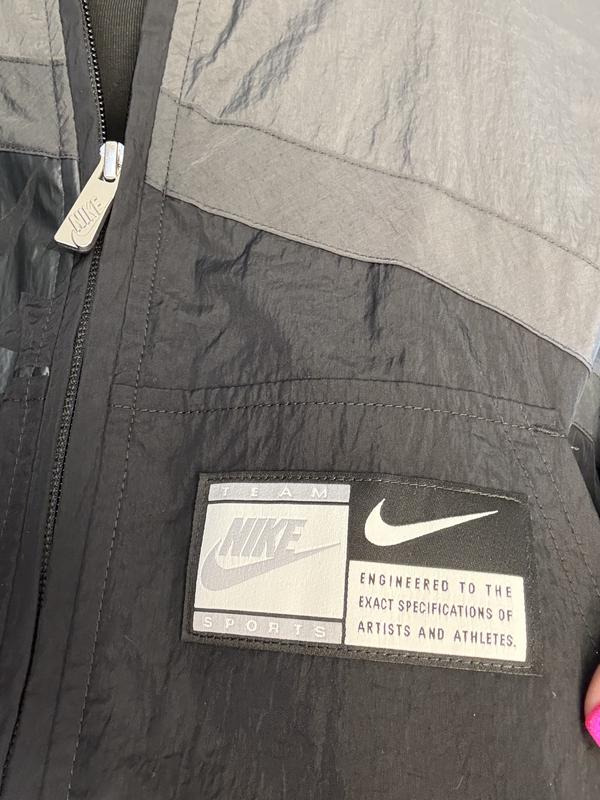 NIKE
TEAM
NIKE
SPORTS
ENGINEERED TO THE
EXACT SPECIFICATIONS OF
ARTISTS AND ATHLETES.